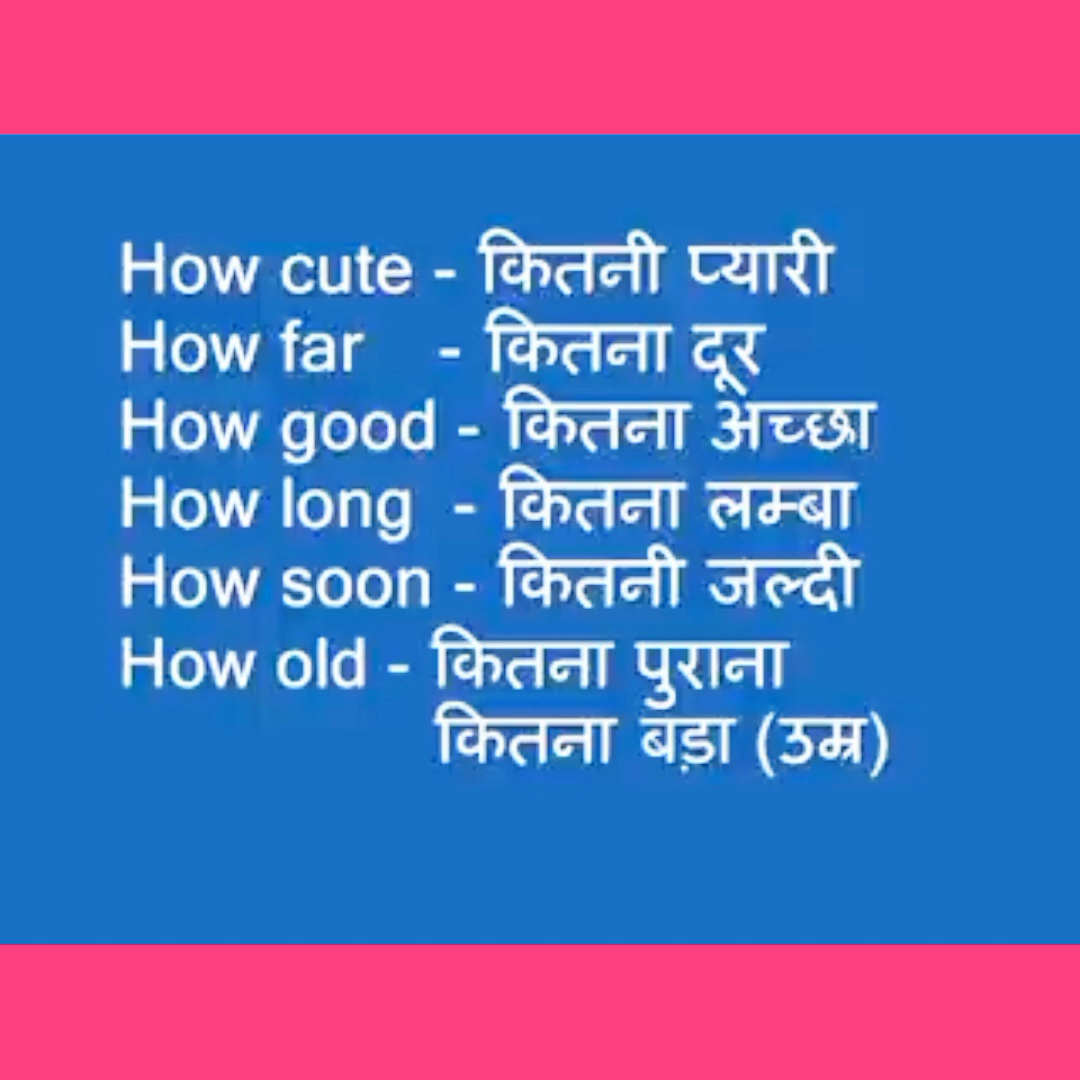 How cute - कितनी प्यारी
How far - कितना दूर
How good - कितना अच्छा
How long - कितना लम्बा
How soon - कितनी जल्दी
How old - कितना पुराना
कितना बड़ा (उम्र)